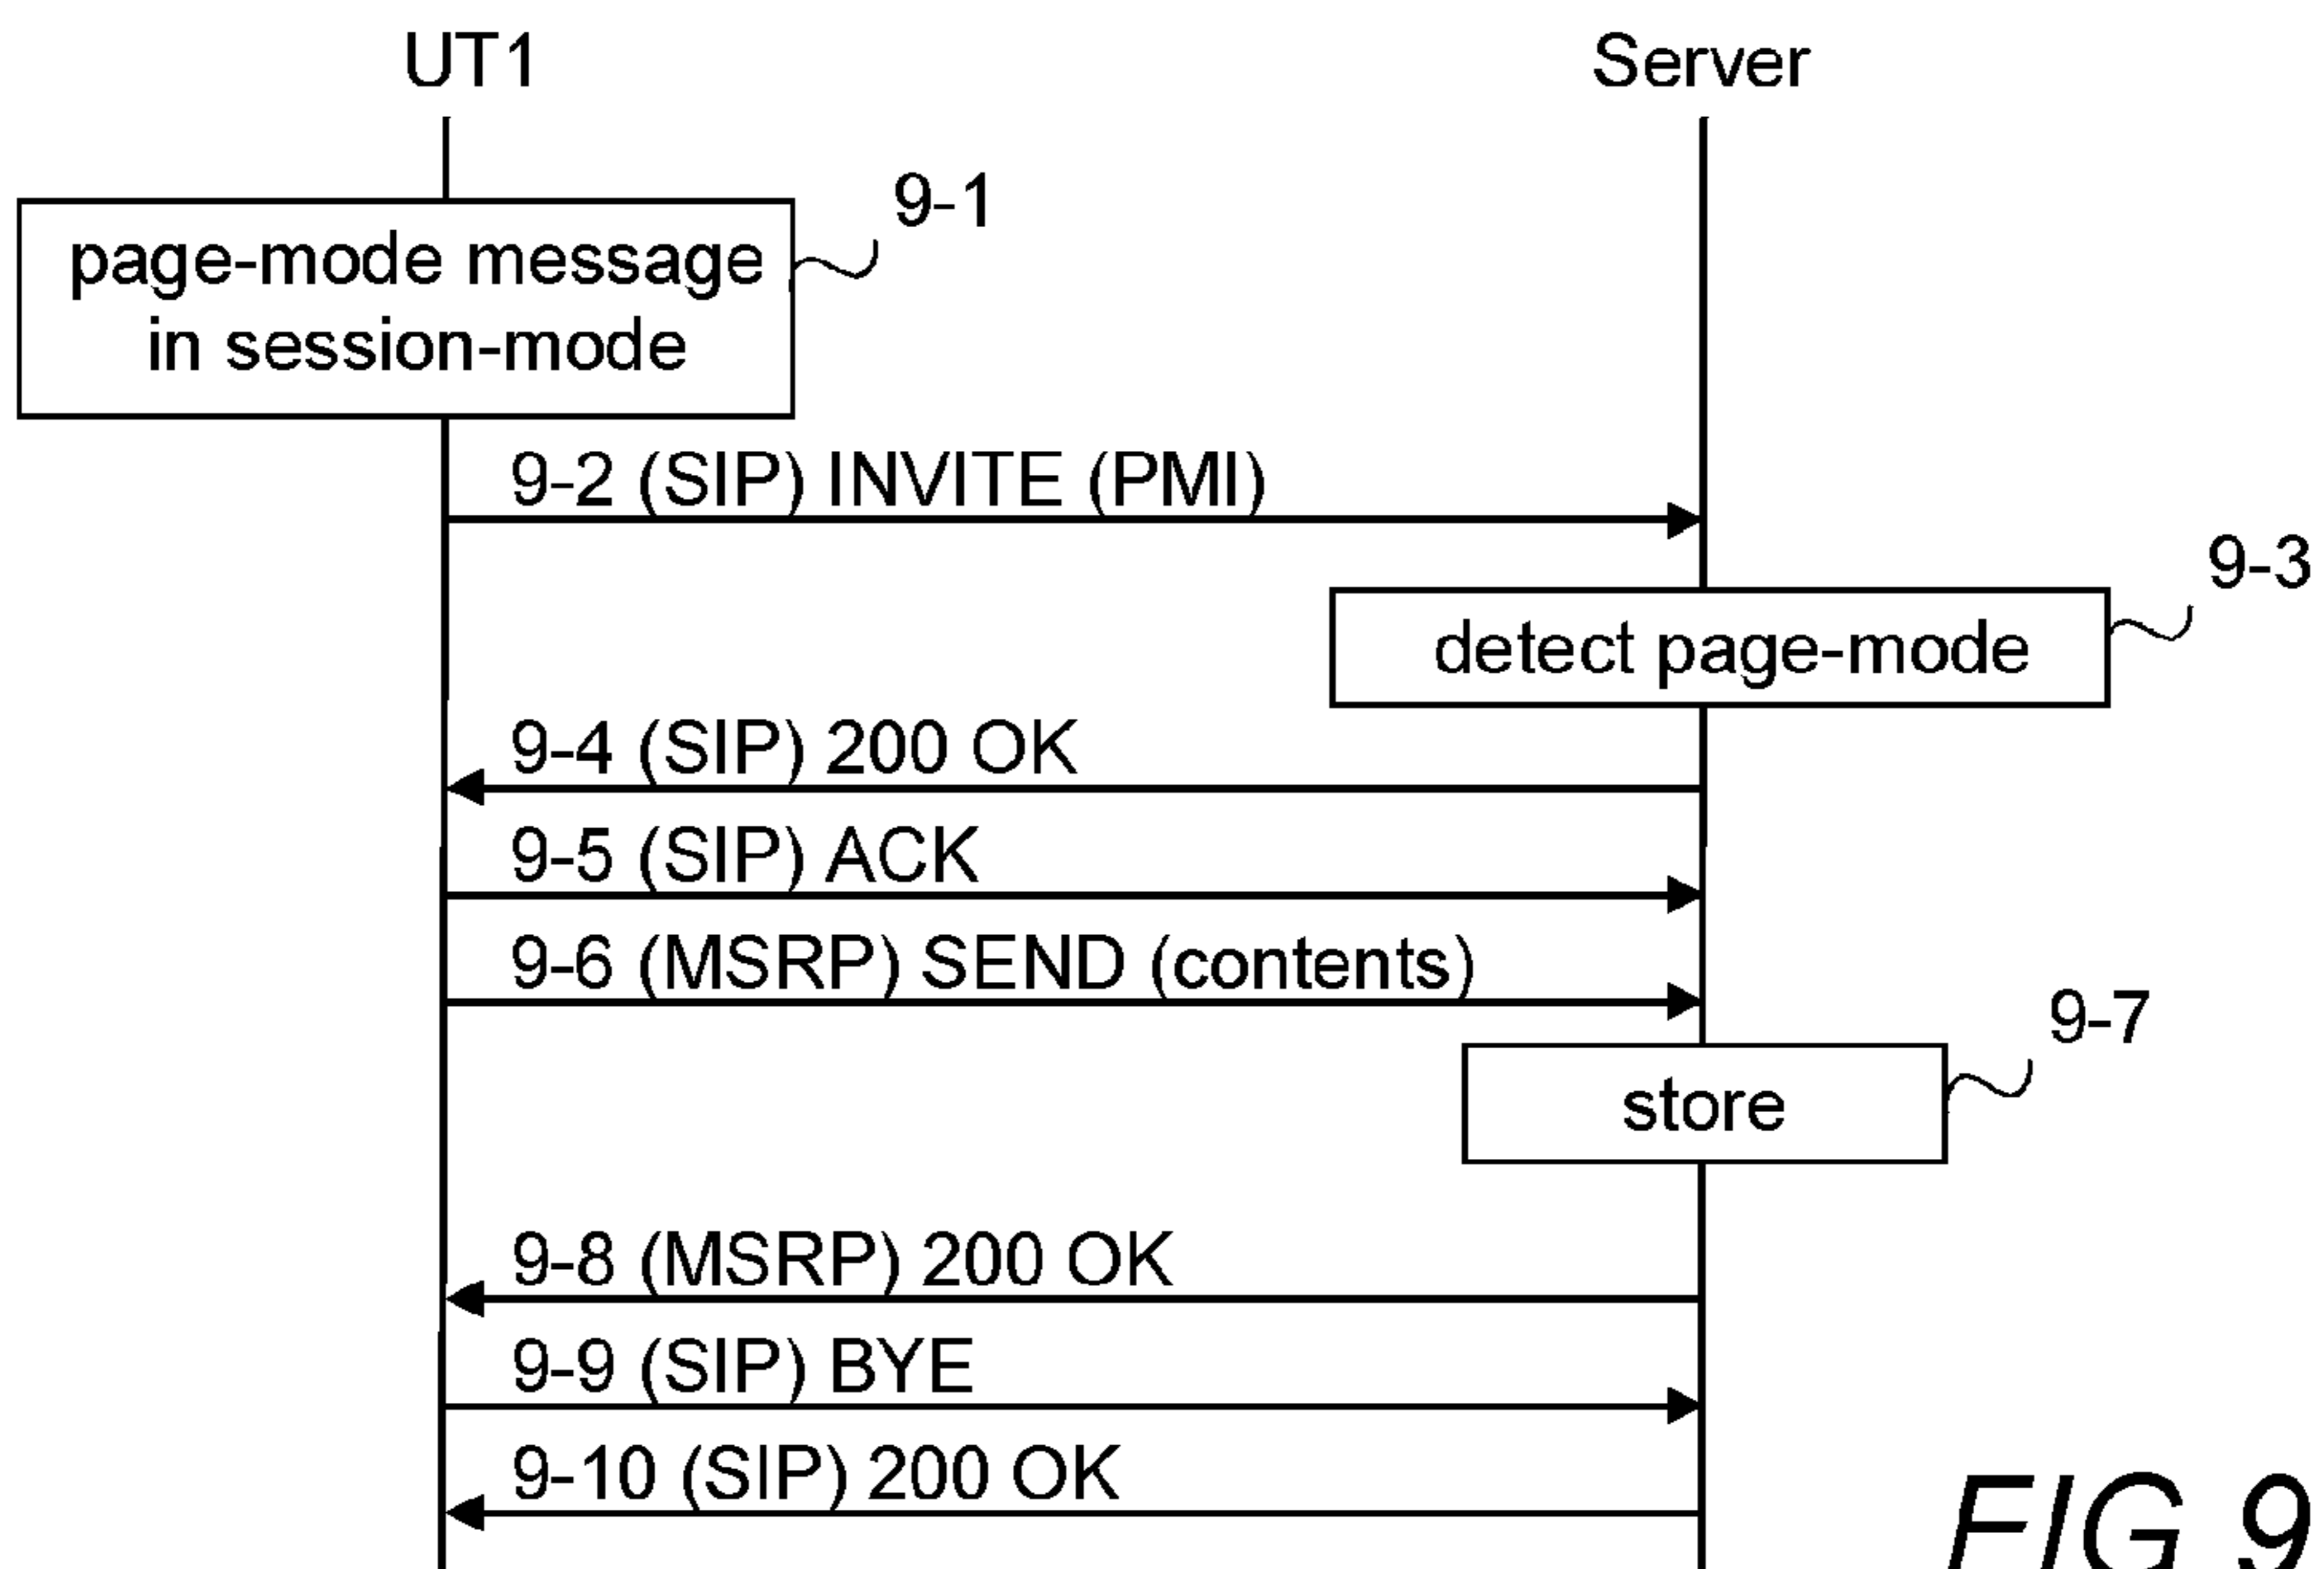 UT1
Server
9-1
page-mode message
in session-mode
9-2 (SIP) INVITE (PMI)
9-3
detect page-mode
9-4 (SIP) 200 OK
9-5 (SIP) ACK
9-6 (MSRP) SEND (contents)
9-7
store
9-8 (MSRP) 200 OK
9-9 (SIP) BYE
9-10 (SIP) 200 OK
FIG 9